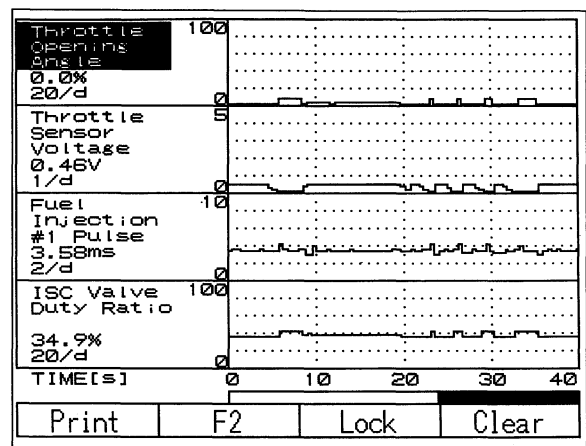 Throttle 100
Opening
Angle
0.0%
20/d 0
Throttle 5
Sensor
Voltage
0.46V
1/d 0
Fuel 10
Injection
#1 Pulse
3.58ms
2/d 0
ISC Valve 100
Duty Ratio
34.9%
20/d 0
TIME[S] 0 10 20 30 40
Print F2 Lock Clear